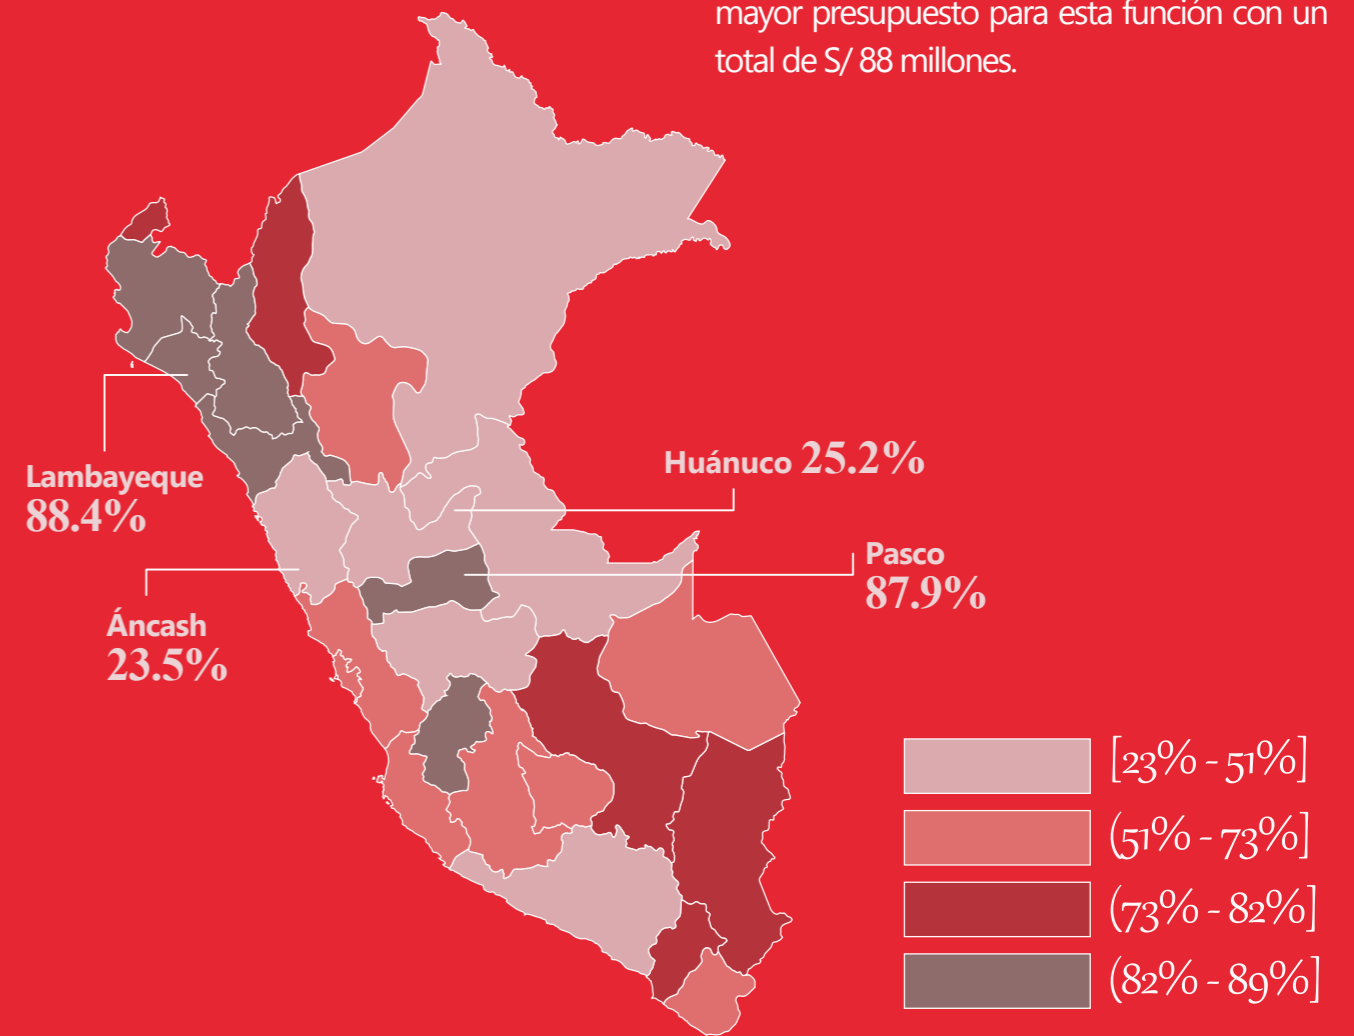 mayor presupuesto para esta función con un
total de S/ 88 millones.
Huánuco 25.2%
Lambayeque
88.4%
Pasco
87.9%
Áncash
23.5%
[23% - 51%]
(51% - 73%]
(73% - 82%]
(82% - 89%]